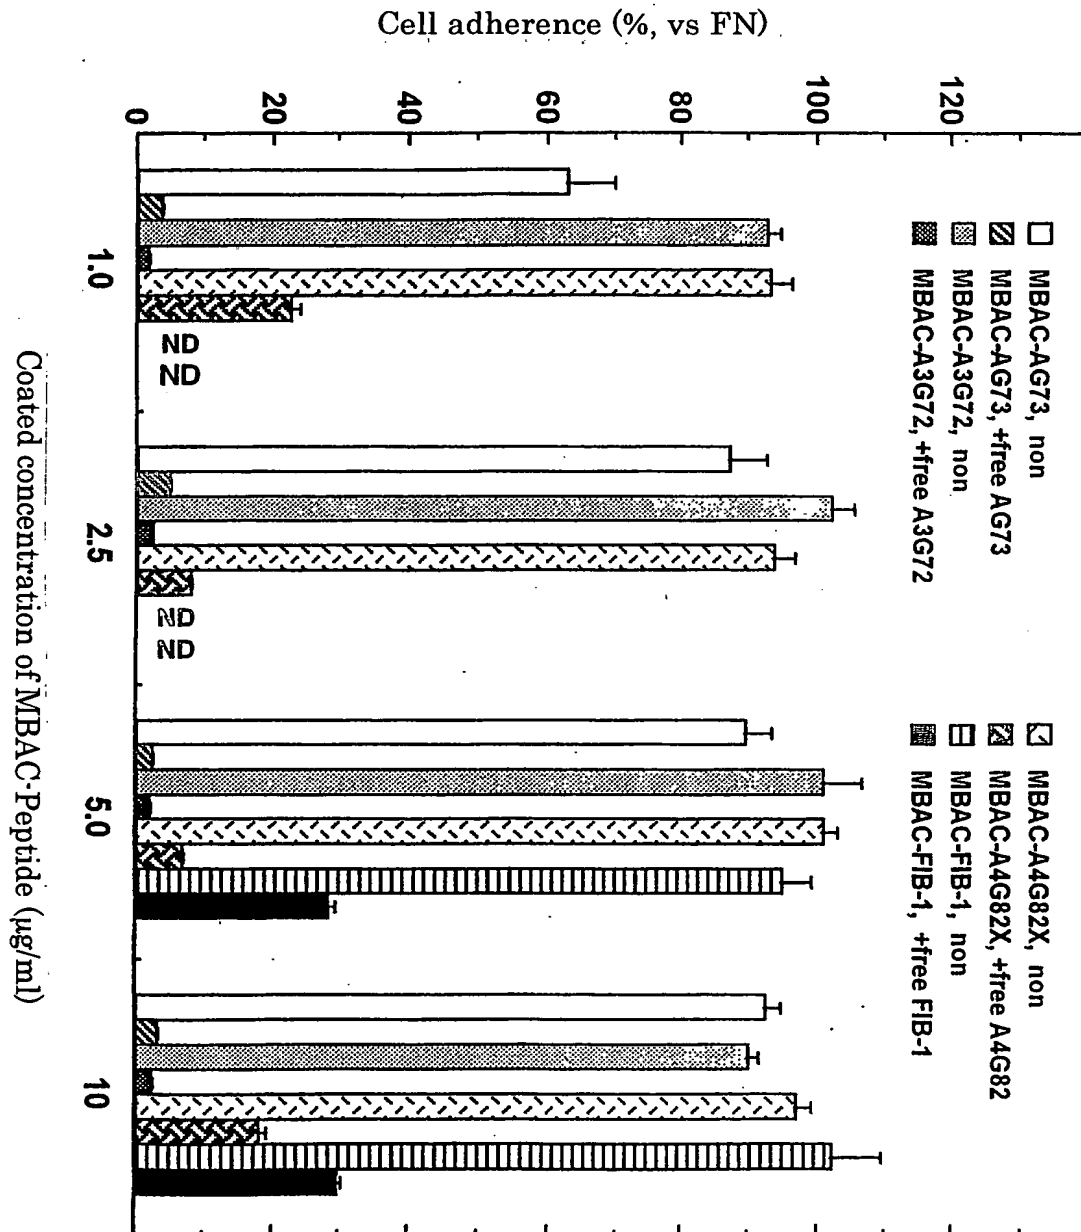 Cell adherence (%, vs FN)
0
20
40
60
80
100
120
MBAC-AG73, non
MBAC-AG73, +free AG73
MBAC-A3G72, non
MBAC-A3G72, +free A3G72
MBAC-A4G82X, non
MBAC-A4G82X, +free A4G82
MBAC-FIB-1, non
MBAC-FIB-1, +free FIB-1
ND
ND
ND
ND
1.0
2.5
5.0
10
Coated concentration of MBAC-Peptide (μg/ml)